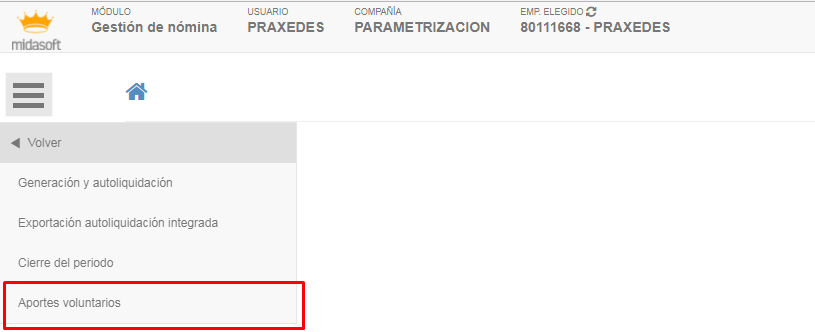 MÓDULO
Gestión de nómina
USUARIO
PRAXEDES
COMPAÑÍA
PARAMETRIZACION
EMP. ELEGIDO
80111668 - PRAXEDES
midasoft
Volver
Generación y autoliquidación
Exportación autoliquidación integrada
Cierre del periodo
Aportes voluntarios